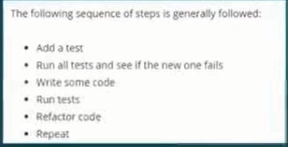 The following sequence of steps is generally followed:
• Add a test
• Run all tests and see if the new one fails
• Write some code
• Run tests
• Refactor code
• Repeat